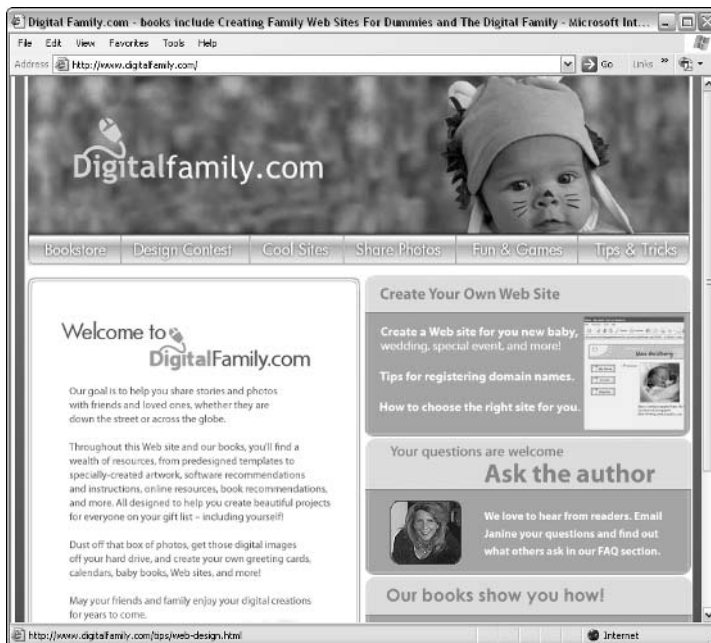 Digital Family.com - books include Creating Family Web Sites For Dummies and The Digital Family - Microsoft Int...
File Edit View Favorites Tools Help
Address http://www.digitalfamily.com/ Go Links »
Digitalfamily.com
Bookstore Design Contest Cool Sites Share Photos Fun & Games Tips & Tricks
Welcome to
DigitalFamily.com
Our goal is to help you share stories and photos
with friends and loved ones, whether they are
down the street or across the globe.
Throughout this Web site and our books, you'll find a
wealth of resources, from predesigned templates to
specially-created artwork, software recommendations
and instructions, online resources, book recommendations,
and more. All designed to help you create beautiful projects
for everyone on your gift list – including yourself!
Dust off that box of photos, get those digital images
off your hard drive, and create your own greeting cards,
calendars, baby books, Web sites, and more!
May your friends and family enjoy your digital creations
for years to come.
Create Your Own Web Site
Create a Web site for you new baby,
wedding, special event, and more!
Tips for registering domain names.
How to choose the right site for you.
Your questions are welcome
Ask the author
We love to hear from readers. Email
Janine your questions and find out
what others ask in our FAQ section.
Our books show you how!
http://www.digitalfamily.com/tips/web-design.html Internet